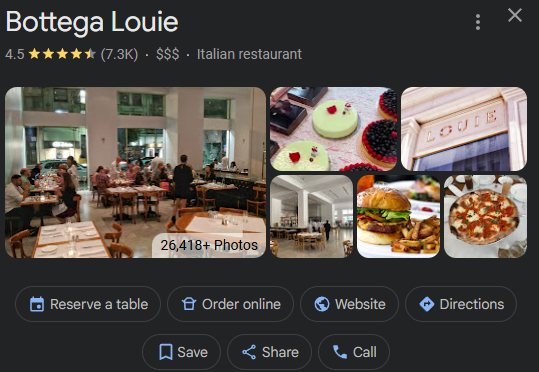 Bottega Louie
4.5 (7.3K) · $$$ · Italian restaurant
LOUIE
26,418+ Photos
Reserve a table
Order online
Website
Directions
Save
Share
Call